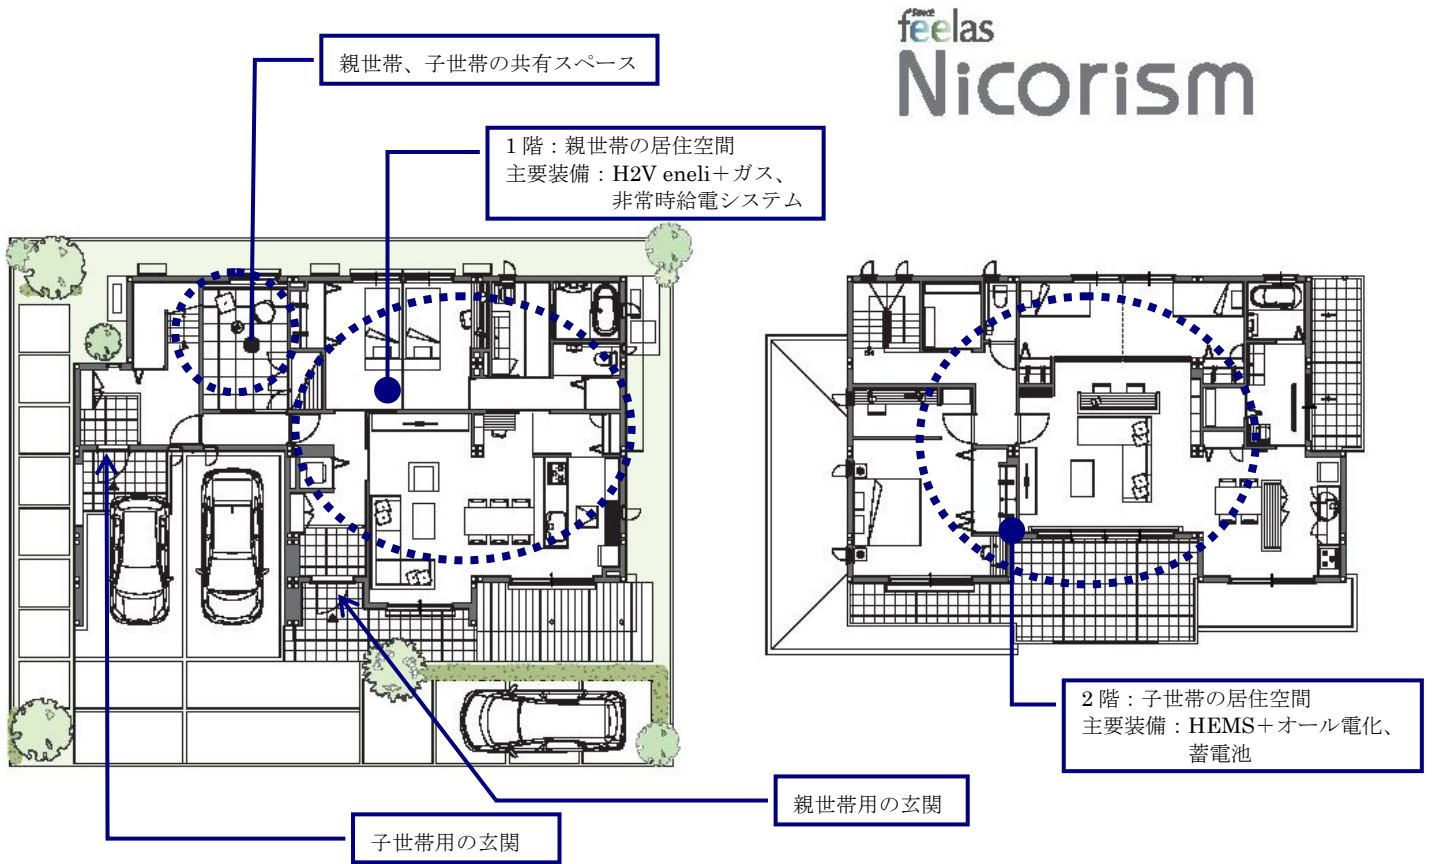 since
feelas
Nicorism
親世帯、子世帯の共有スペース
1階：親世帯の居住空間
主要装備：H2V eneli＋ガス、
非常時給電システム
2階：子世帯の居住空間
主要装備：HEMS＋オール電化、
蓄電池
親世帯用の玄関
子世帯用の玄関